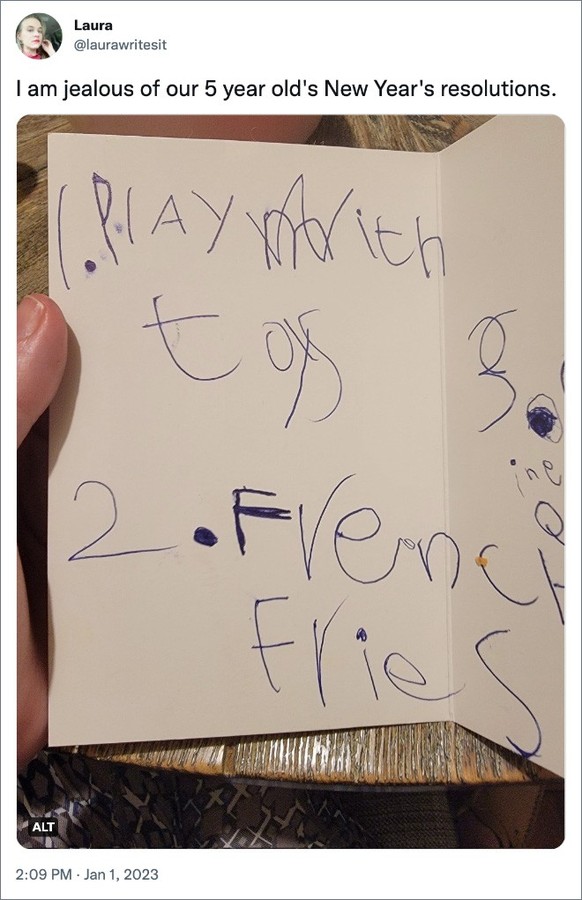 Laura
@laurawritesit
I am jealous of our 5 year old's New Year's resolutions.
1. PlAy with
toys
2. French
Fries
3.
ALT
2:09 PM · Jan 1, 2023